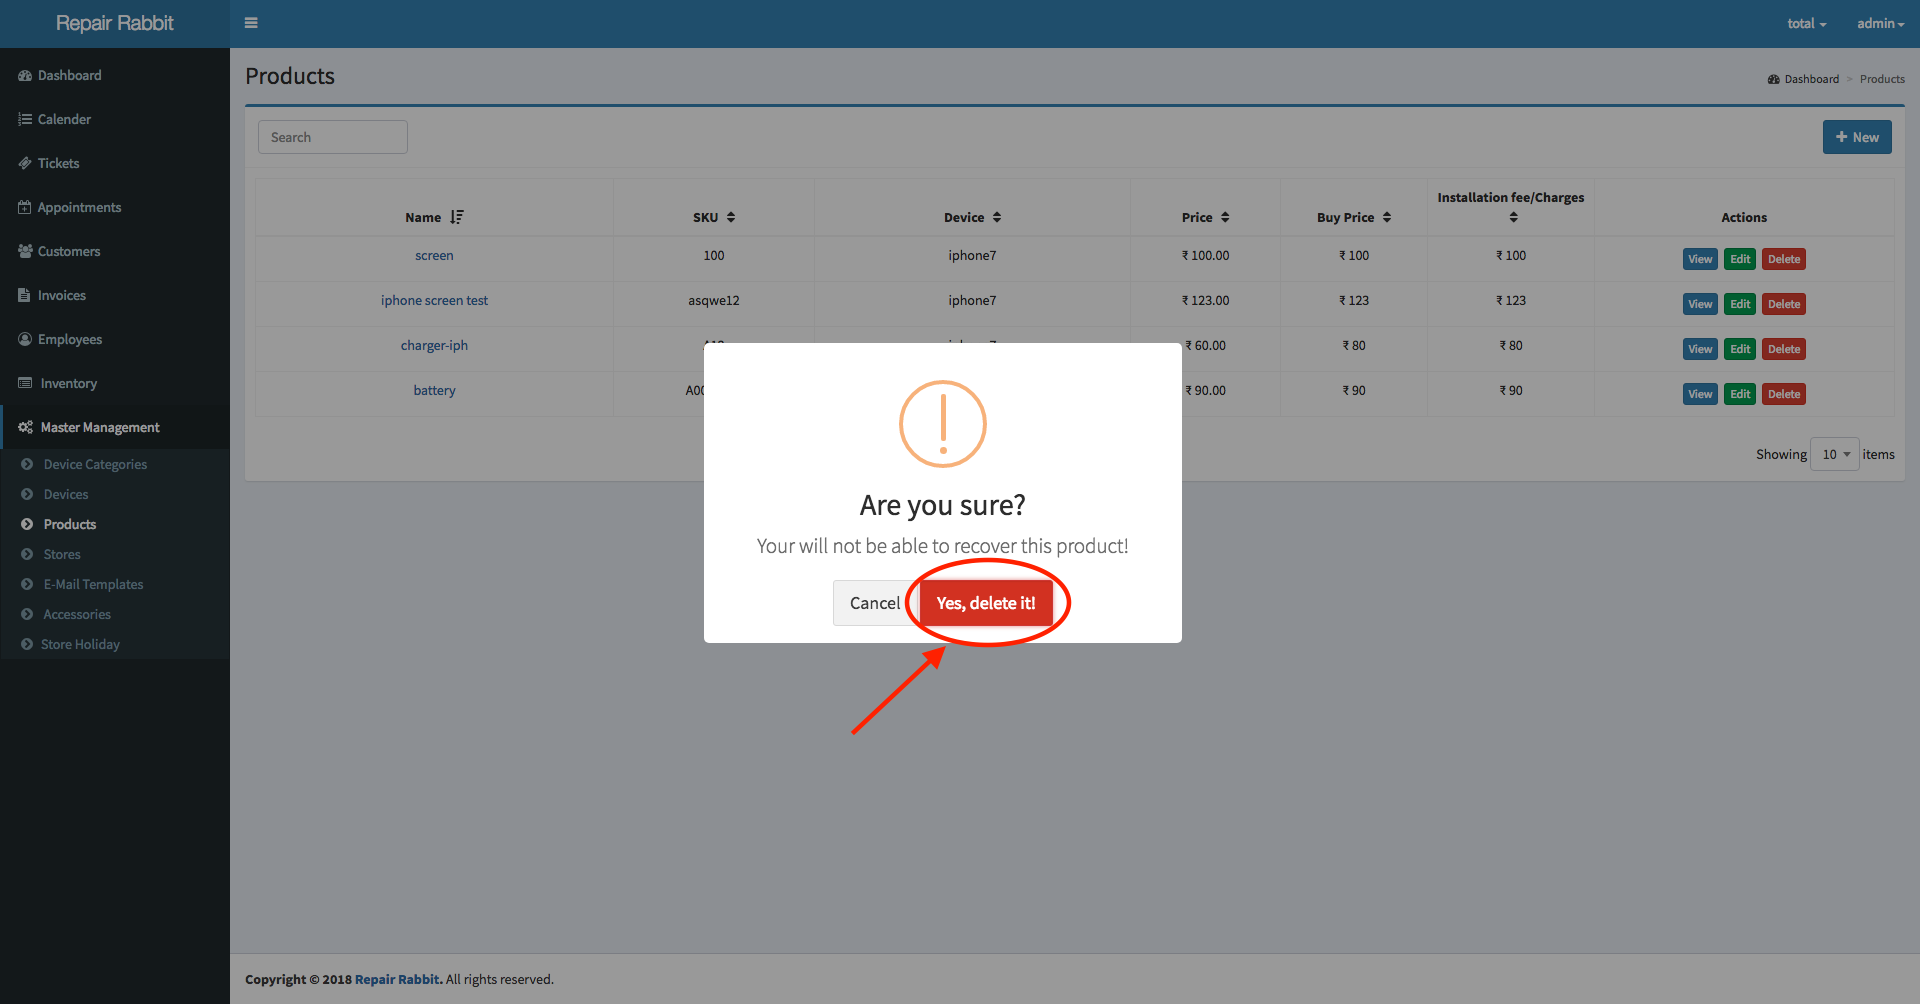 Repair Rabbit
total
admin
Dashboard
Calender
Tickets
Appointments
Customers
Invoices
Employees
Inventory
Master Management
Device Categories
Devices
Products
Stores
E-Mail Templates
Accessories
Store Holiday
Products
Dashboard > Products
Search
+ New
Name SKU Device Price Buy Price Installation fee/Charges Actions
screen 100 iphone7 ₹ 100.00 ₹ 100 ₹ 100 View Edit Delete
iphone screen test asqwe12 iphone7 ₹ 123.00 ₹ 123 ₹ 123 View Edit Delete
charger-iph ₹ 60.00 ₹ 80 ₹ 80 View Edit Delete
battery ₹ 90.00 ₹ 90 ₹ 90 View Edit Delete
Showing 10 items
Are you sure?
Your will not be able to recover this product!
Cancel Yes, delete it!
Copyright © 2018 Repair Rabbit. All rights reserved.